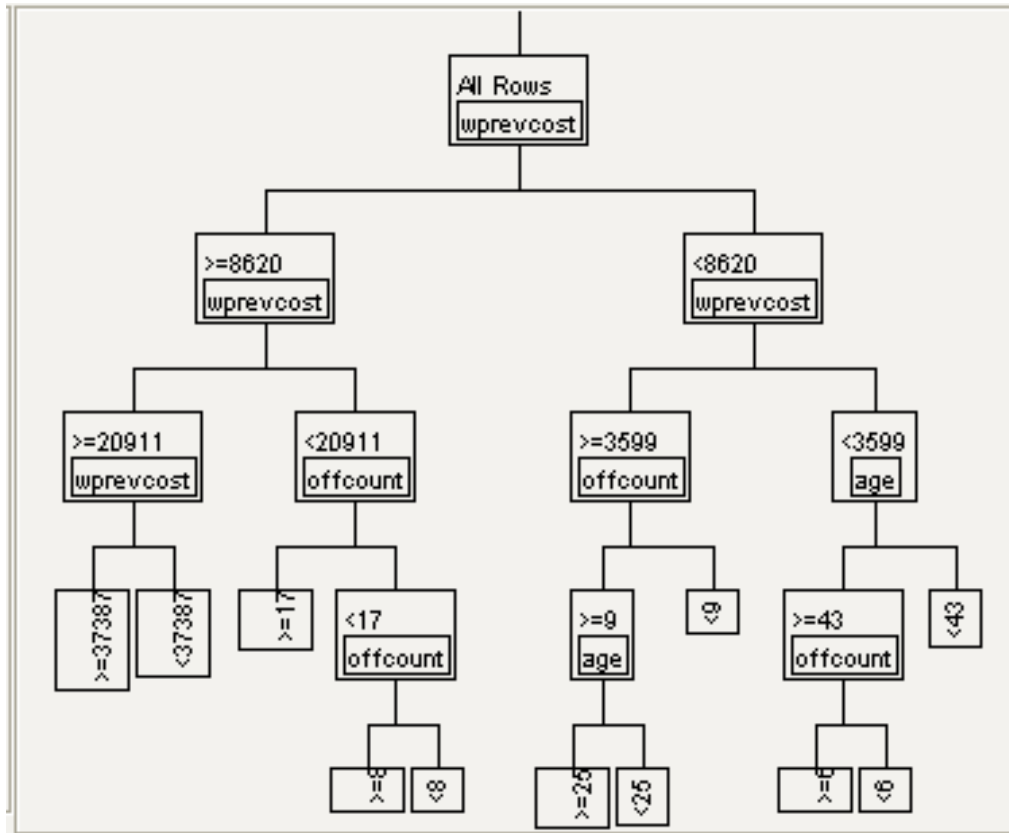 All Rows
wprevcost
>=8620
wprevcost
<8620
wprevcost
>=20911
wprevcost
<20911
offcount
>=3599
offcount
<3599
age
>=37387
<37387
>=17
<17
offcount
>=9
age
<9
>=43
offcount
<43
>=8
<8
>=25
<25
>=6
<6